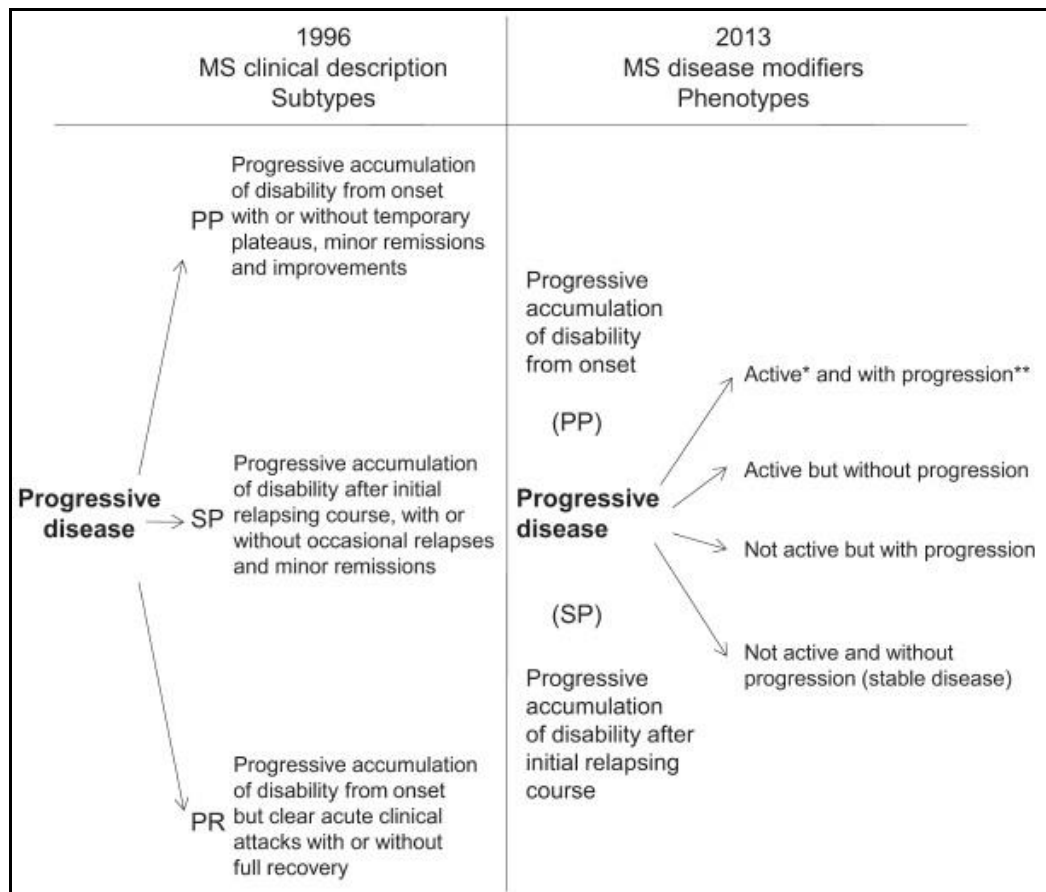 1996
MS clinical description
Subtypes
2013
MS disease modifiers
Phenotypes
Progressive
disease
PP
Progressive accumulation
of disability from onset
with or without temporary
plateaus, minor remissions
and improvements
SP
Progressive accumulation
of disability after initial
relapsing course, with or
without occasional relapses
and minor remissions
PR
Progressive accumulation
of disability from onset
but clear acute clinical
attacks with or without
full recovery
Progressive
accumulation
of disability
from onset
(PP)
Progressive
disease
(SP)
Progressive
accumulation
of disability after
initial relapsing
course
Active* and with progression**
Active but without progression
Not active but with progression
Not active and without
progression (stable disease)